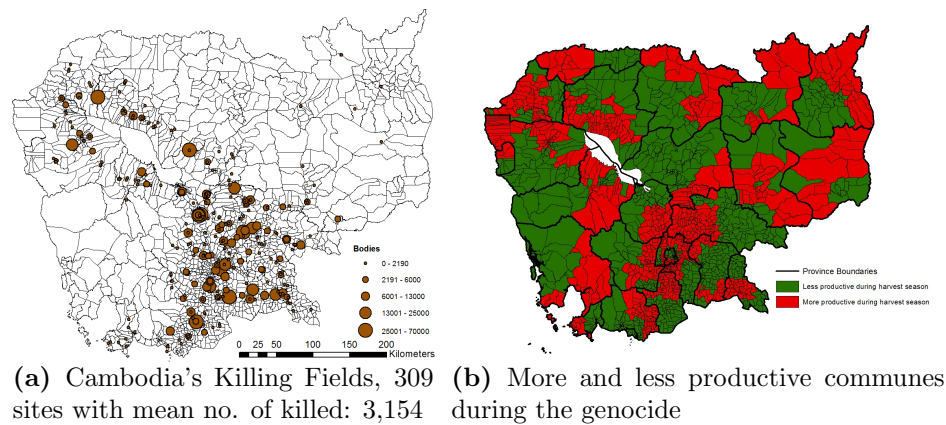 Bodies
0 - 2190
2191 - 6000
6001 - 13000
13001 - 25000
25001 - 70000
0 25 50 100 150 200
Kilometers
Province Boundaries
Less productive during harvest season
More productive during harvest season
(a) Cambodia's Killing Fields, 309
sites with mean no. of killed: 3,154
(b) More and less productive communes
during the genocide